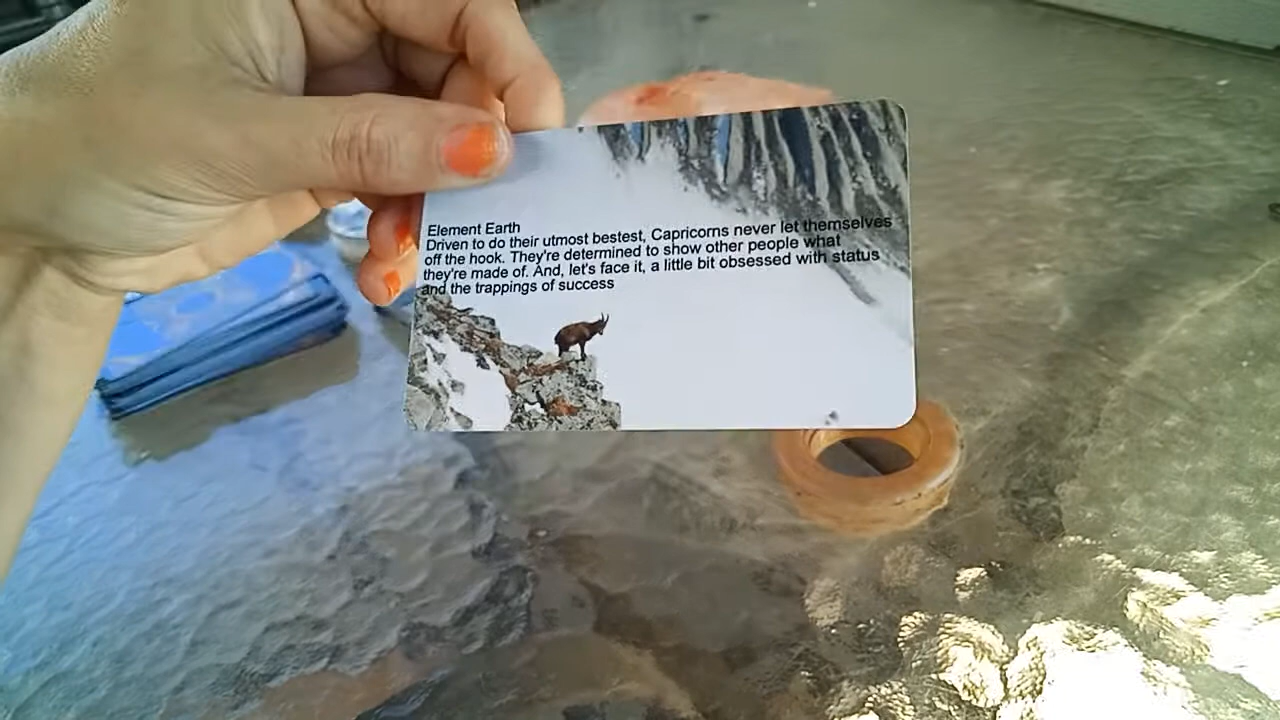 Element Earth
Driven to do their utmost bestest, Capricorns never let themselves
off the hook. They're determined to show other people what
they're made of. And, let's face it, a little bit obsessed with status
and the trappings of success